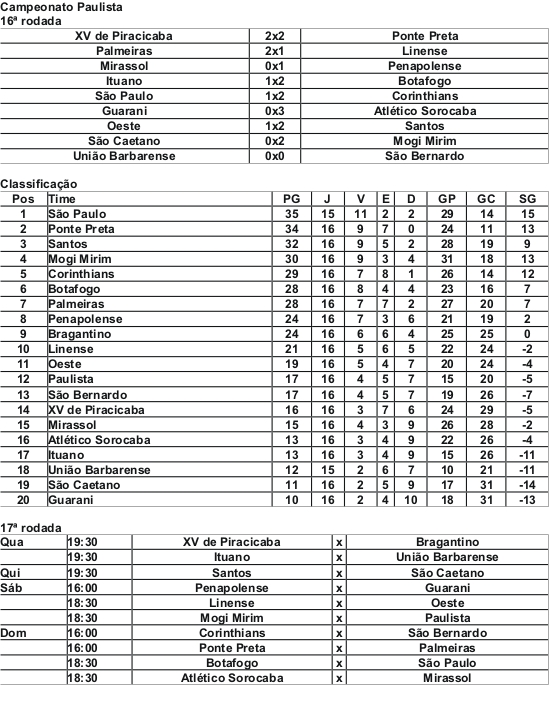 Campeonato Paulista
16ª rodada
XV de Piracicaba 2x2 Ponte Preta
Palmeiras 2x1 Linense
Mirassol 0x1 Penapolense
Ituano 1x2 Botafogo
São Paulo 1x2 Corinthians
Guarani 0x3 Atlético Sorocaba
Oeste 1x2 Santos
São Caetano 0x2 Mogi Mirim
União Barbarense 0x0 São Bernardo
Classificação
Pos Time PG J V E D GP GC SG
1 São Paulo 35 15 11 2 2 29 14 15
2 Ponte Preta 34 16 9 7 0 24 11 13
3 Santos 32 16 9 5 2 28 19 9
4 Mogi Mirim 30 16 9 3 4 31 18 13
5 Corinthians 29 16 7 8 1 26 14 12
6 Botafogo 28 16 8 4 4 23 16 7
7 Palmeiras 28 16 7 7 2 27 20 7
8 Penapolense 24 16 7 3 6 21 19 2
9 Bragantino 24 16 6 6 4 25 25 0
10 Linense 21 16 5 6 5 22 24 -2
11 Oeste 19 16 5 4 7 20 24 -4
12 Paulista 17 16 4 5 7 15 20 -5
13 São Bernardo 17 16 4 5 7 19 26 -7
14 XV de Piracicaba 16 16 3 7 6 24 29 -5
15 Mirassol 15 16 4 3 9 26 28 -2
16 Atlético Sorocaba 13 16 3 4 9 22 26 -4
17 Ituano 13 16 3 4 9 15 26 -11
18 União Barbarense 12 15 2 6 7 10 21 -11
19 São Caetano 11 16 2 5 9 17 31 -14
20 Guarani 10 16 2 4 10 18 31 -13
17ª rodada
Qua 19:30 XV de Piracicaba x Bragantino
19:30 Ituano x União Barbarense
Qui 19:30 Santos x São Caetano
Sáb 16:00 Penapolense x Guarani
18:30 Linense x Oeste
18:30 Mogi Mirim x Paulista
Dom 16:00 Corinthians x São Bernardo
16:00 Ponte Preta x Palmeiras
18:30 Botafogo x São Paulo
18:30 Atlético Sorocaba x Mirassol